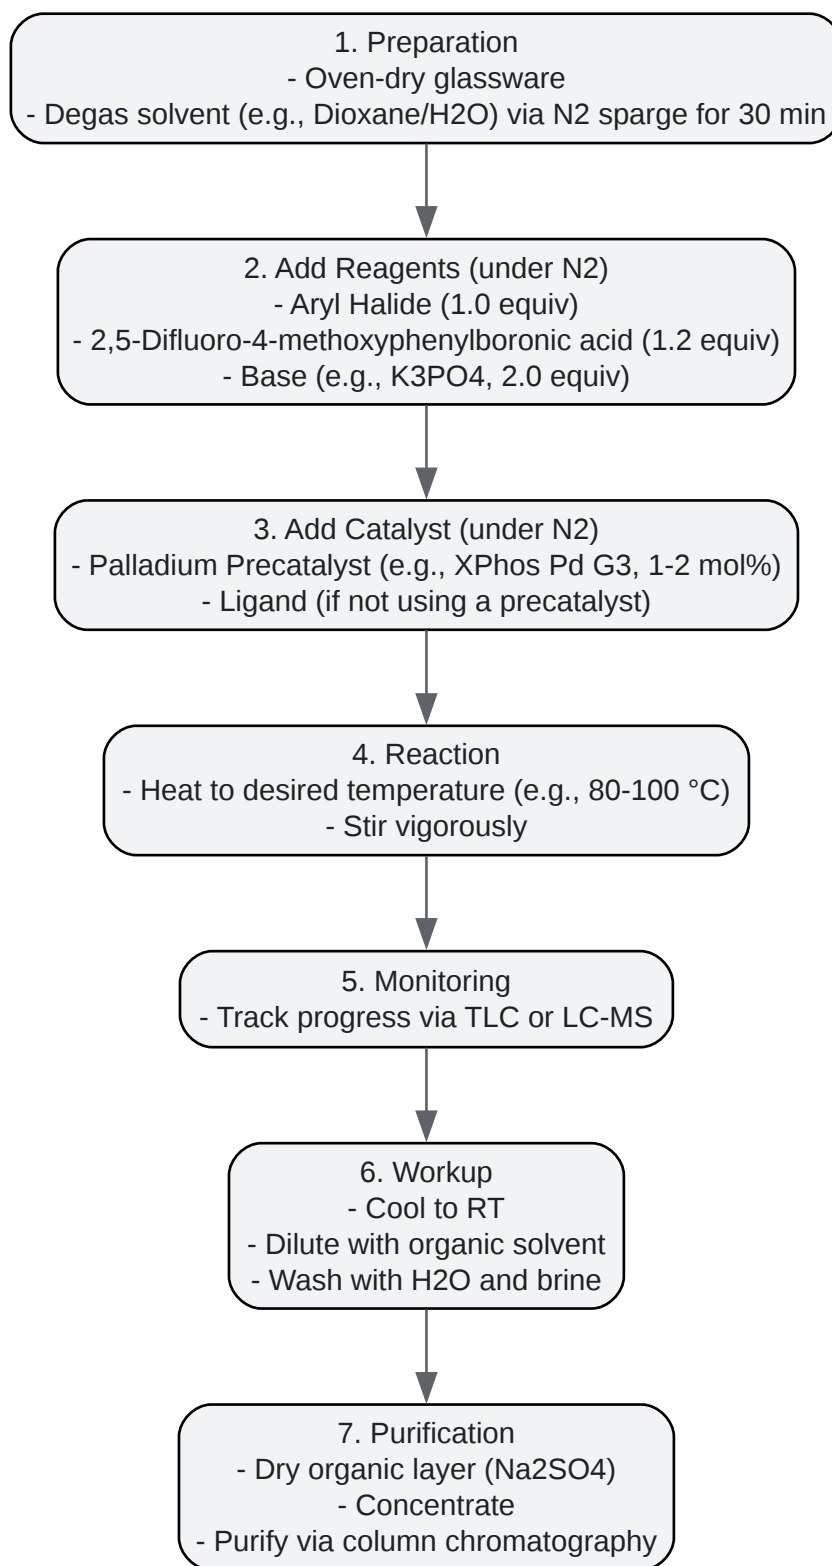 1. Preparation
- Oven-dry glassware
- Degas solvent (e.g., Dioxane/H2O) via N2 sparge for 30 min
2. Add Reagents (under N2)
- Aryl Halide (1.0 equiv)
- 2,5-Difluoro-4-methoxyphenylboronic acid (1.2 equiv)
- Base (e.g., K3PO4, 2.0 equiv)
3. Add Catalyst (under N2)
- Palladium Precatalyst (e.g., XPhos Pd G3, 1-2 mol%)
- Ligand (if not using a precatalyst)
4. Reaction
- Heat to desired temperature (e.g., 80-100 °C)
- Stir vigorously
5. Monitoring
- Track progress via TLC or LC-MS
6. Workup
- Cool to RT
- Dilute with organic solvent
- Wash with H2O and brine
7. Purification
- Dry organic layer (Na2SO4)
- Concentrate
- Purify via column chromatography